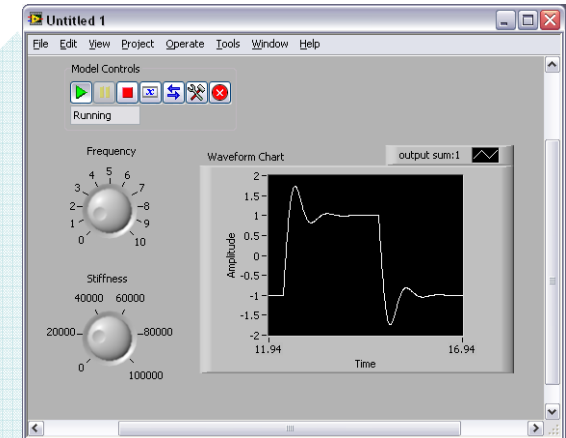 Untitled 1
File Edit View Project Operate Tools Window Help
Model Controls
Running
Frequency
0 1 2 3 4 5 6 7 8 9 10
Stiffness
0 20000 40000 60000 80000 100000
Waveform Chart
output sum:1
Amplitude
2
1.5
1
0.5
0
-0.5
-1
-1.5
-2
11.94 16.94
Time